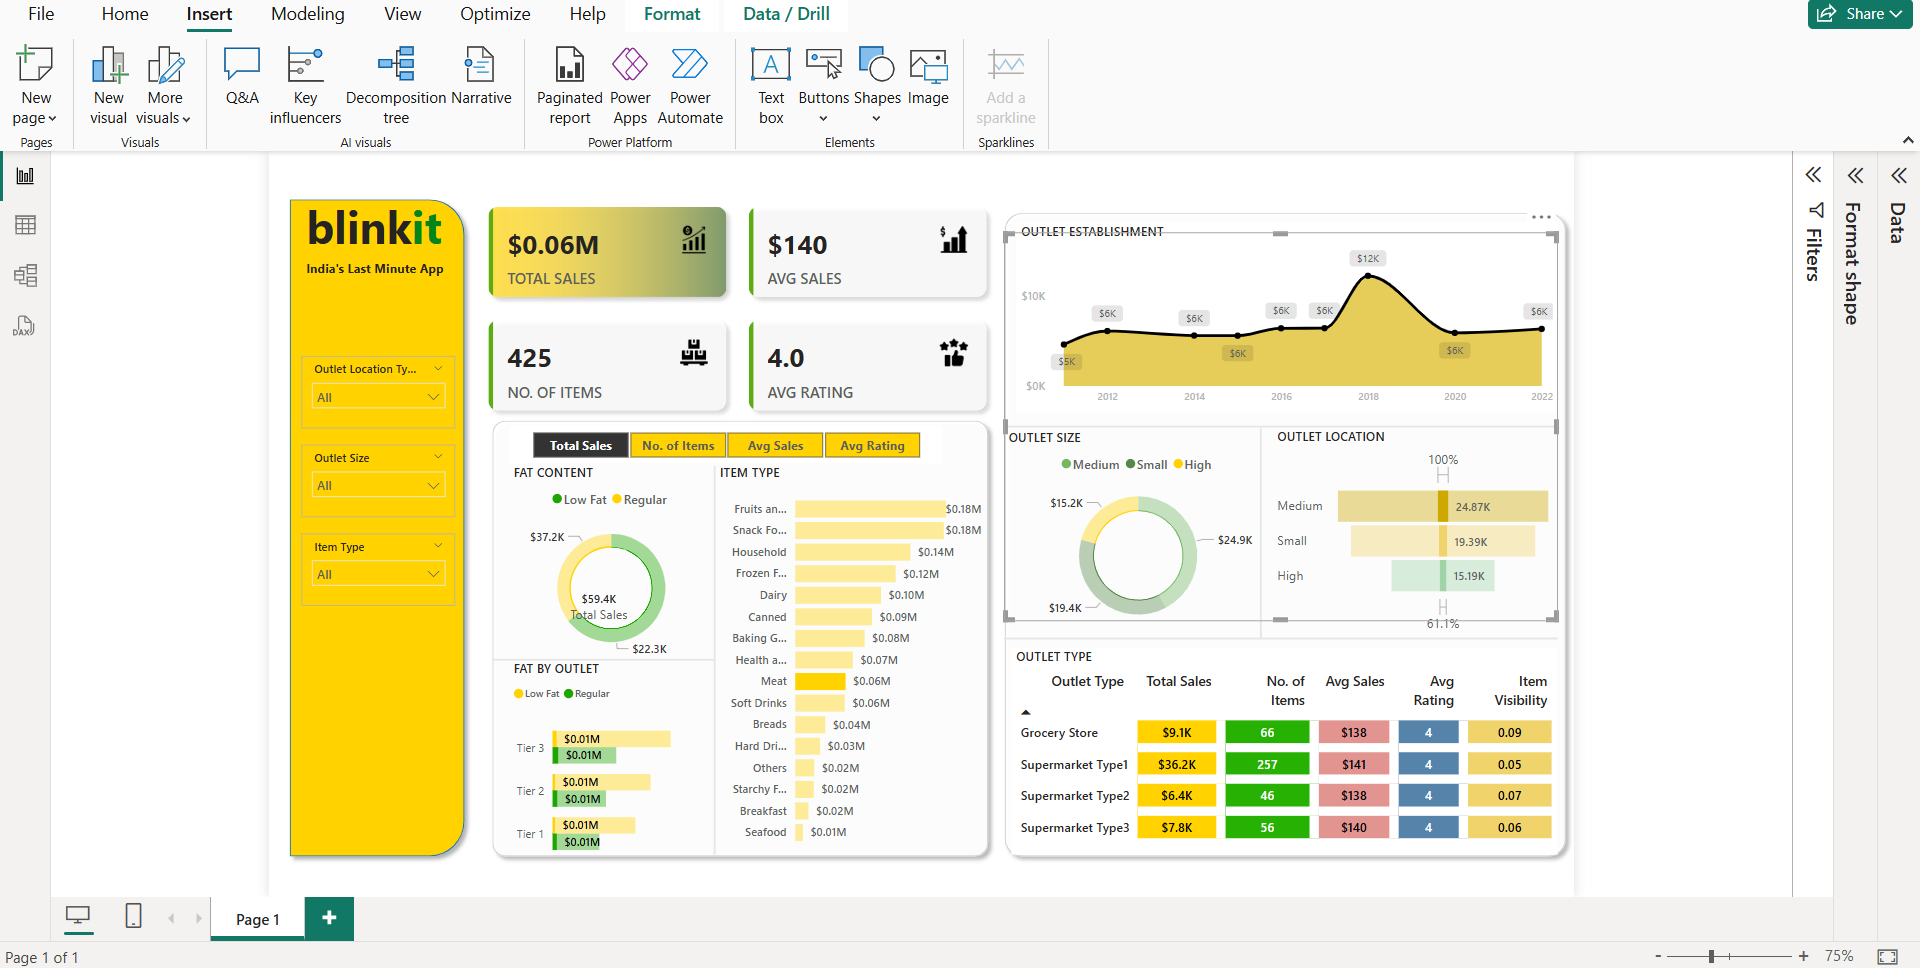 File Home Insert Modeling View Optimize Help Format Data / Drill Share
New page
New visual
More visuals
Q&A
Key influencers
Decomposition tree
Narrative
Paginated report
Power Apps
Power Automate
Text box
Buttons
Shapes
Image
Add a sparkline
Pages
Visuals
AI visuals
Power Platform
Elements
Sparklines
DAX
blinkit
India's Last Minute App
Outlet Location Ty...
All
Outlet Size
All
Item Type
All
$0.06M
TOTAL SALES
$140
AVG SALES
425
NO. OF ITEMS
4.0
AVG RATING
Total Sales No. of Items Avg Sales Avg Rating
FAT CONTENT
Low Fat Regular
$37.2K
$59.4K
Total Sales
$22.3K
FAT BY OUTLET
Low Fat Regular
Tier 3 $0.01M
$0.01M
Tier 2 $0.01M
$0.01M
Tier 1 $0.01M
$0.01M
ITEM TYPE
Fruits an... $0.18M
Snack Fo... $0.18M
Household $0.14M
Frozen F... $0.12M
Dairy $0.10M
Canned $0.09M
Baking G... $0.08M
Health a... $0.07M
Meat $0.06M
Soft Drinks $0.06M
Breads $0.04M
Hard Dri... $0.03M
Others $0.02M
Starchy F... $0.02M
Breakfast $0.02M
Seafood $0.01M
OUTLET ESTABLISHMENT
$10K
$0K
$5K $6K $6K $6K $6K $6K $12K $6K $6K
2012 2014 2016 2018 2020 2022
OUTLET SIZE
Medium Small High
$15.2K
$24.9K
$19.4K
OUTLET LOCATION
100%
Medium 24.87K
Small 19.39K
High 15.19K
61.1%
OUTLET TYPE
Outlet Type Total Sales No. of Items Avg Sales Avg Rating Item Visibility
Grocery Store $9.1K 66 $138 4 0.09
Supermarket Type1 $36.2K 257 $141 4 0.05
Supermarket Type2 $6.4K 46 $138 4 0.07
Supermarket Type3 $7.8K 56 $140 4 0.06
Filters
Format shape
Data
Page 1
Page 1 of 1
75%